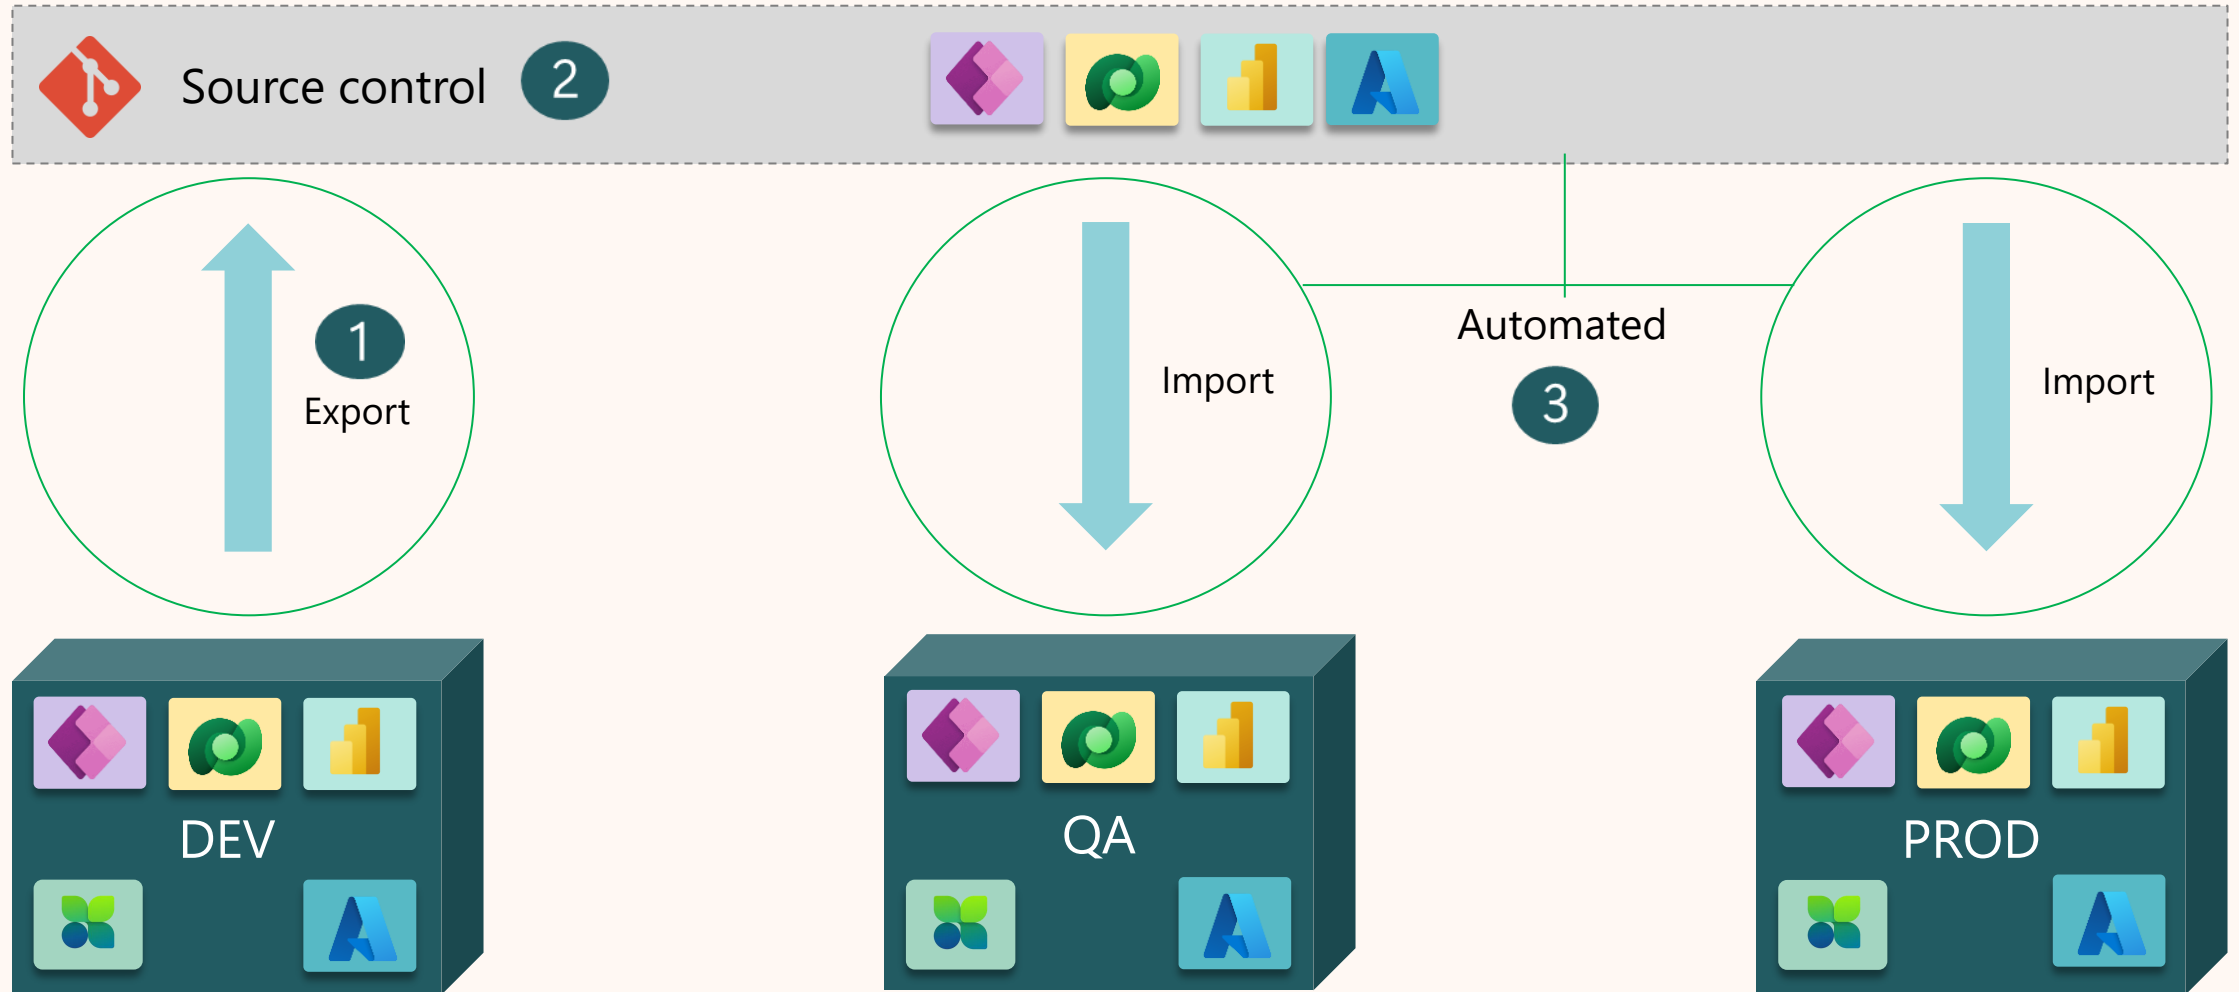 Source control 2
1
Export
Import
Automated
3
Import
DEV
QA
PROD